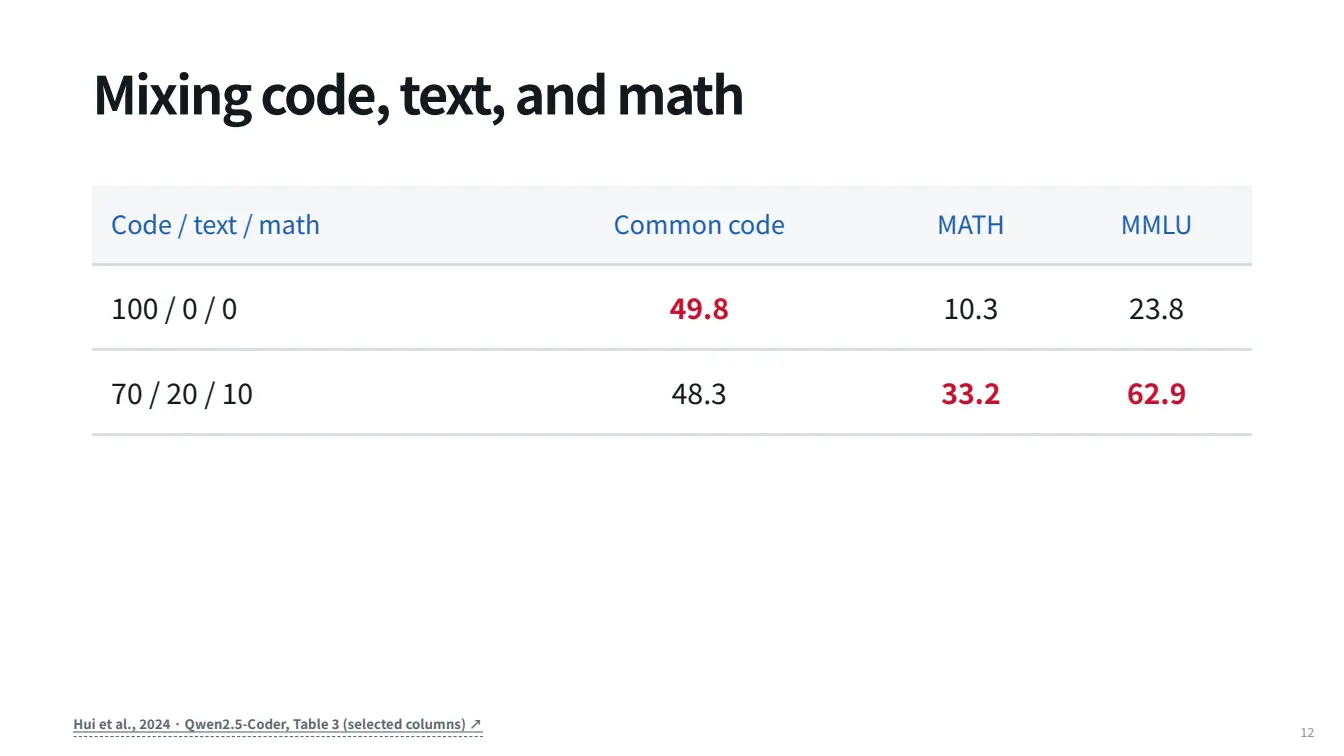 Mixing code, text, and math
Code / text / math Common code MATH MMLU
100 / 0 / 0 49.8 10.3 23.8
70 / 20 / 10 48.3 33.2 62.9
Hui et al., 2024 · Qwen2.5-Coder, Table 3 (selected columns) ↗
12